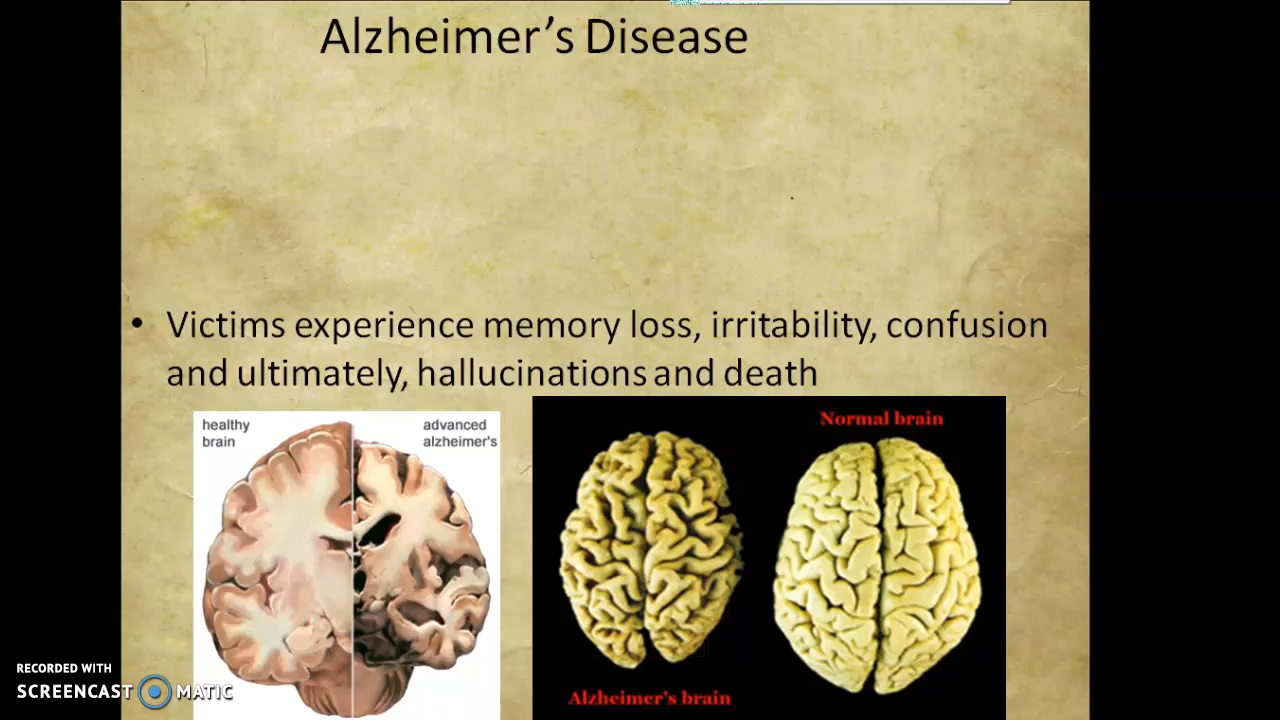 Alzheimer's Disease
• Victims experience memory loss, irritability, confusion
and ultimately, hallucinations and death
healthy
brain
advanced
alzheimer's
Normal brain
Alzheimer's brain
RECORDED WITH
SCREENCAST MATIC